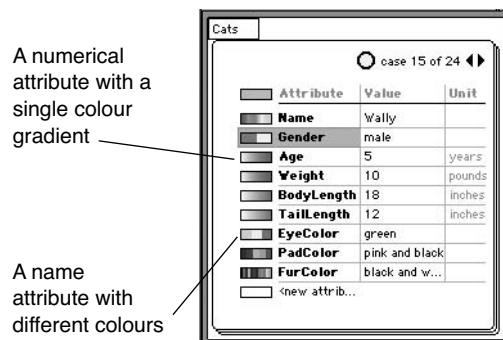 A numerical
attribute with a
single colour
gradient
A name
attribute with
different colours
Cats
case 15 of 24
Attribute Value Unit
Name Wally
Gender male
Age 5 years
Weight 10 pounds
BodyLength 18 inches
TailLength 12 inches
EyeColor green
PadColor pink and black
FurColor black and w...
<new attrib...